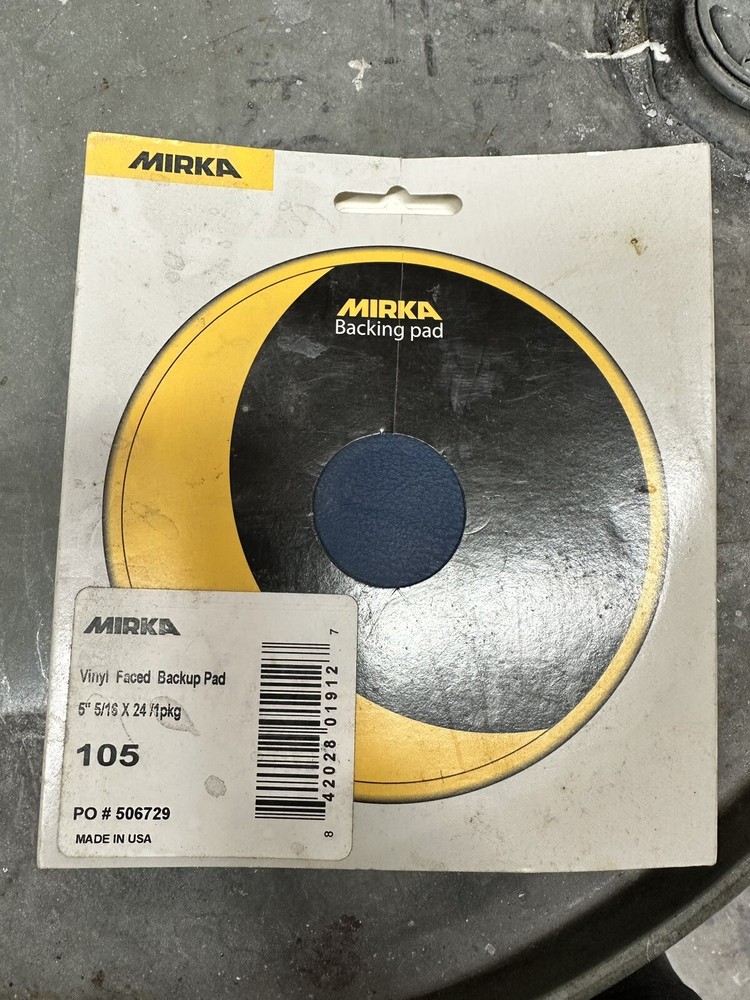 MIRKA
MIRKA
Backing pad
MIRKA
Vinyl Faced Backup Pad
5" 5/16 X 24 /1pkg
105
PO # 506729
MADE IN USA
8 42028 01912 7